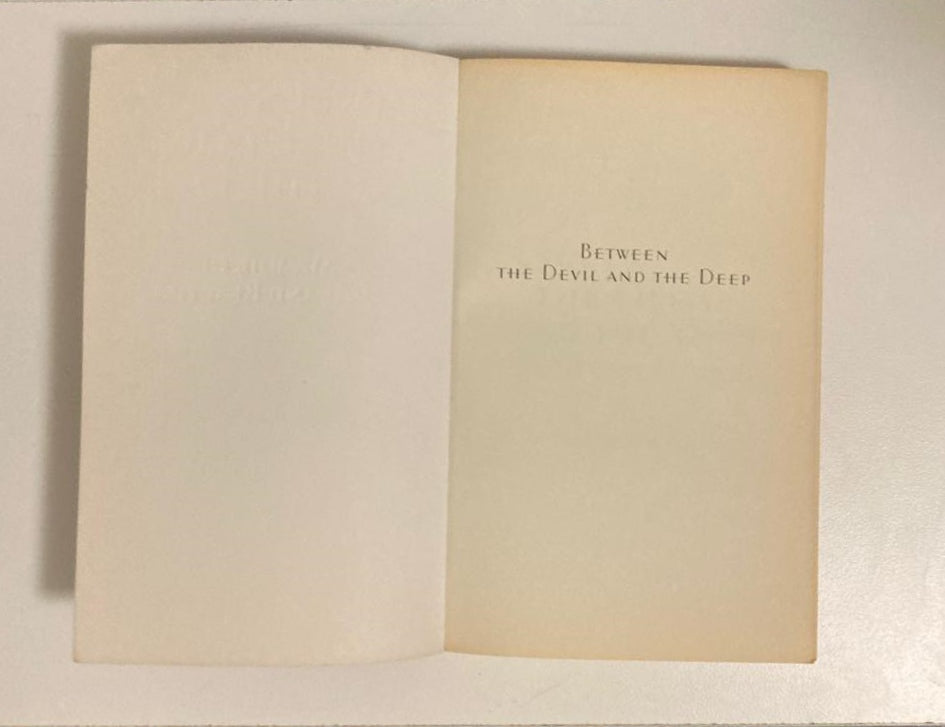 Between
the Devil and the Deep